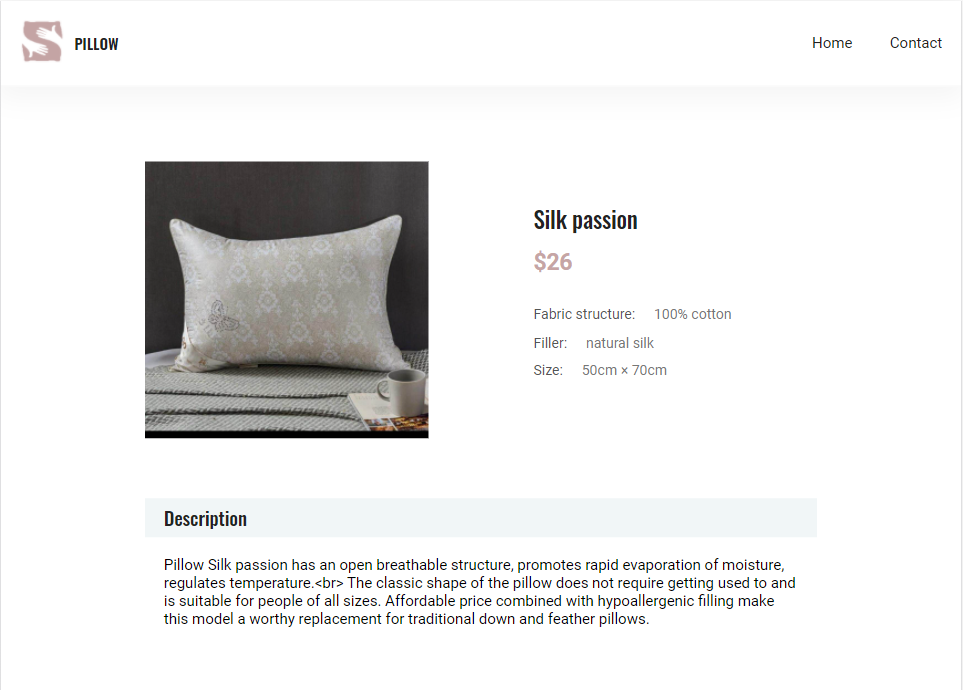 PILLOW
Home
Contact
Silk passion
$26
Fabric structure: 100% cotton
Filler: natural silk
Size: 50cm × 70cm
Description
Pillow Silk passion has an open breathable structure, promotes rapid evaporation of moisture,
regulates temperature.<br> The classic shape of the pillow does not require getting used to and
is suitable for people of all sizes. Affordable price combined with hypoallergenic filling make
this model a worthy replacement for traditional down and feather pillows.